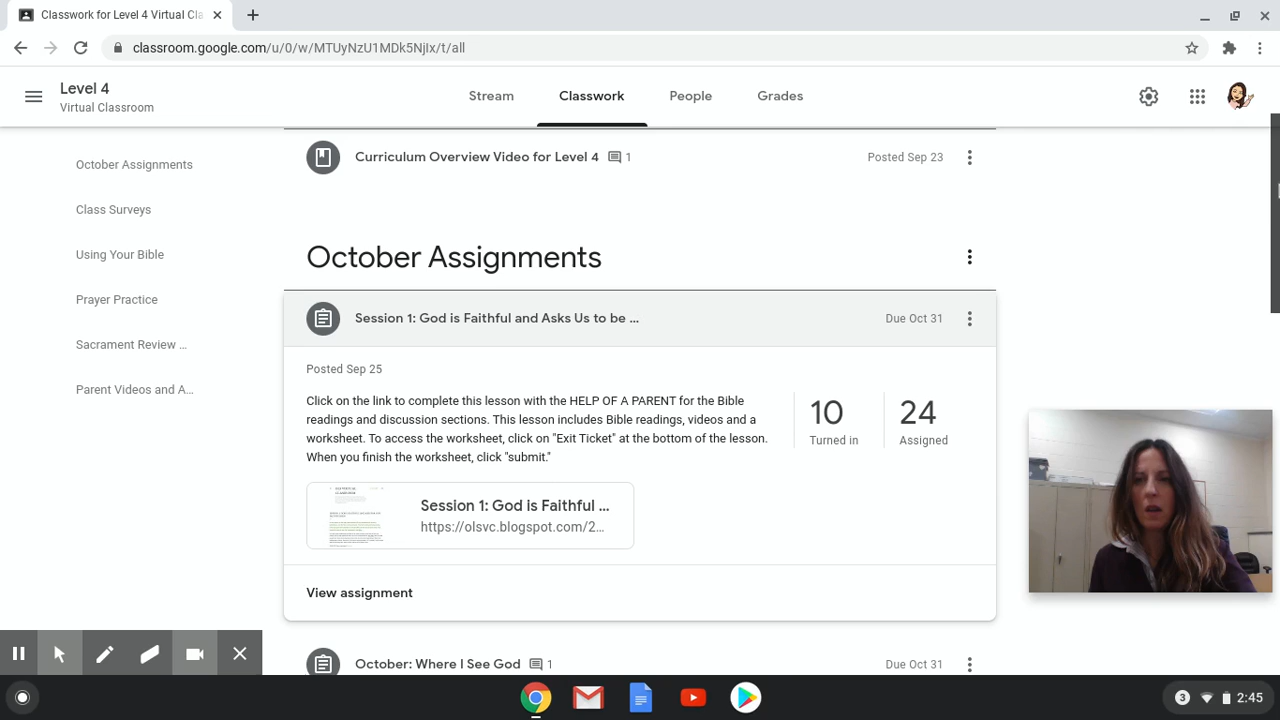 Classwork for Level 4 Virtual Cla
classroom.google.com/u/0/w/MTUyNzU1MDk5NjIx/t/all
Level 4
Virtual Classroom
Stream
Classwork
People
Grades
October Assignments
Class Surveys
Using Your Bible
Prayer Practice
Sacrament Review ...
Parent Videos and A...
Curriculum Overview Video for Level 4 1
Posted Sep 23
October Assignments
Session 1: God is Faithful and Asks Us to be ...
Due Oct 31
Posted Sep 25
Click on the link to complete this lesson with the HELP OF A PARENT for the Bible
readings and discussion sections. This lesson includes Bible readings, videos and a
worksheet. To access the worksheet, click on "Exit Ticket" at the bottom of the lesson.
When you finish the worksheet, click "submit."
10
Turned in
24
Assigned
Session 1: God is Faithful ...
https://olsvc.blogspot.com/2...
View assignment
October: Where I See God 1
Due Oct 31
3 2:45